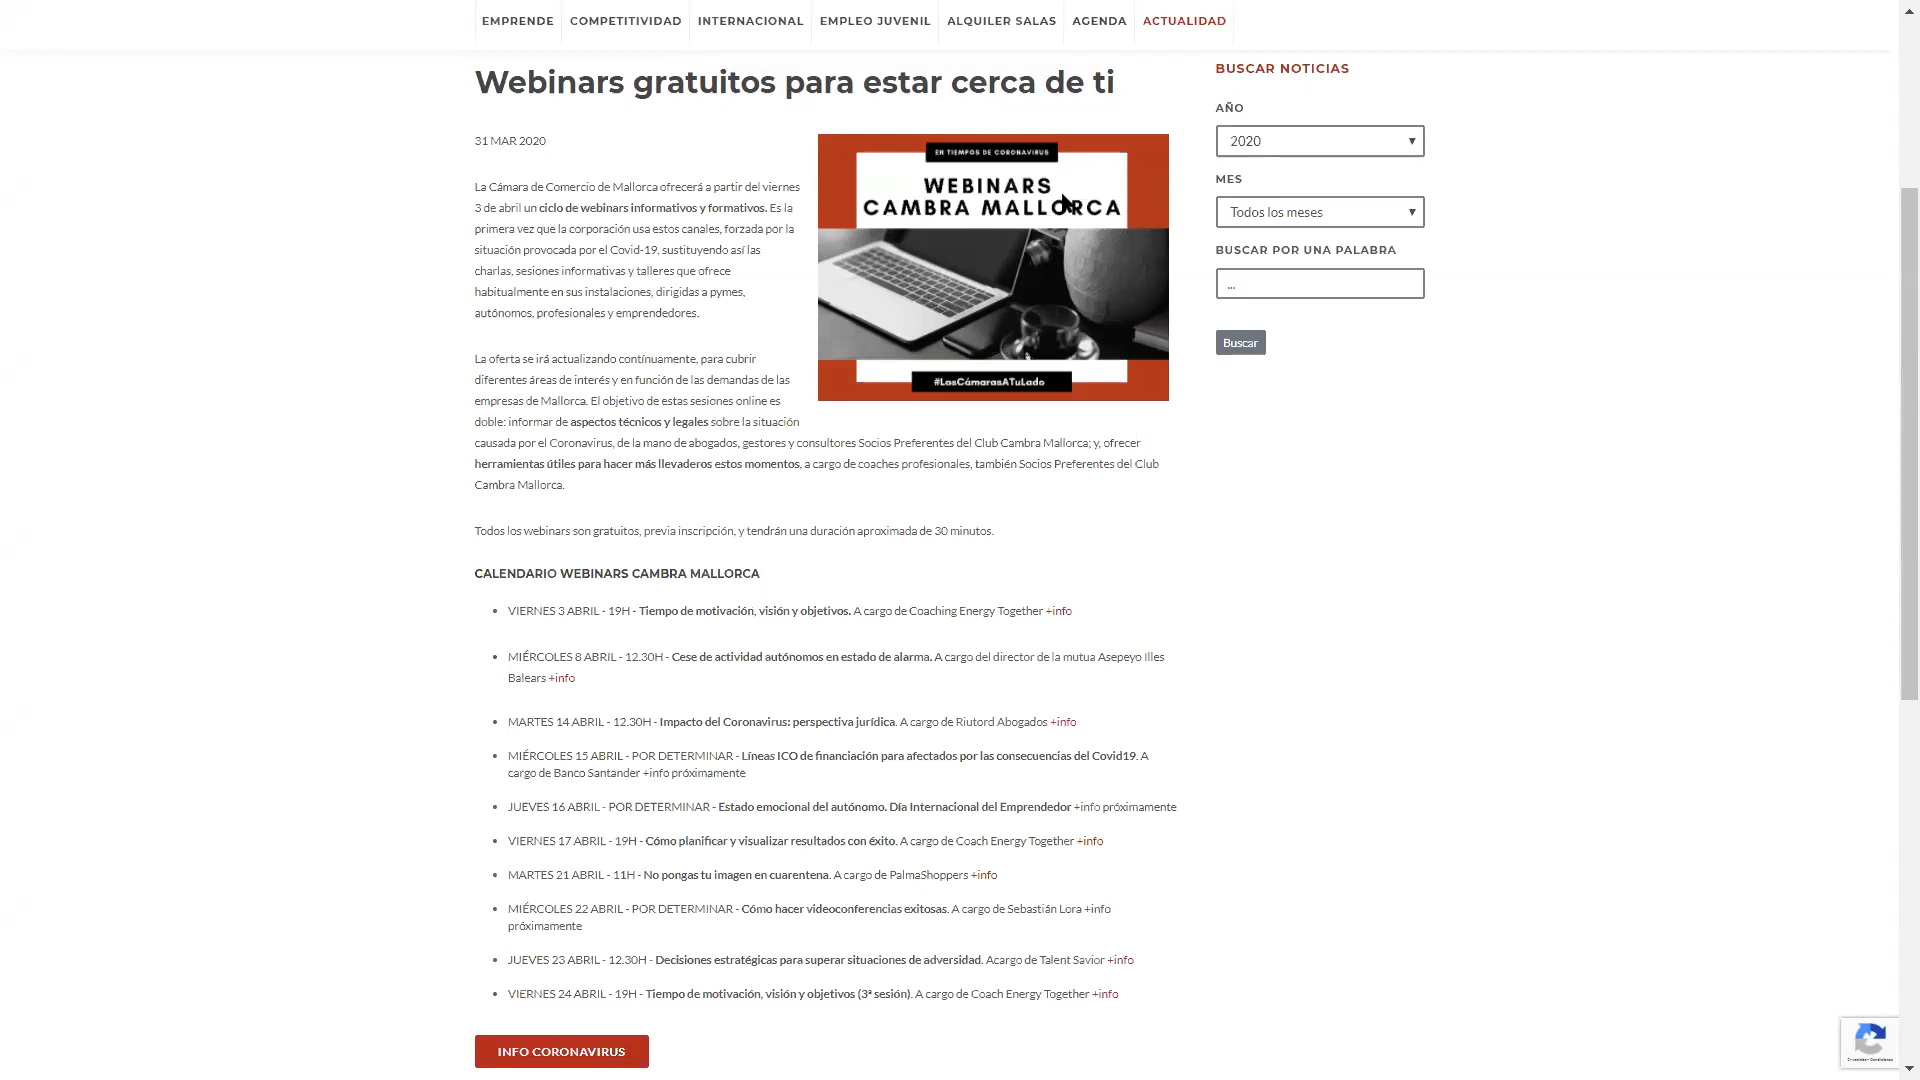 EMPRENDE COMPETITIVIDAD INTERNACIONAL EMPLEO JUVENIL ALQUILER SALAS AGENDA ACTUALIDAD
Webinars gratuitos para estar cerca de ti
31 MAR 2020
La Cámara de Comercio de Mallorca ofrecerá a partir del viernes
3 de abril un ciclo de webinars informativos y formativos. Es la
primera vez que la corporación usa estos canales, forzada por la
situación provocada por el Covid-19, sustituyendo así las
charlas, sesiones informativas y talleres que ofrece
habitualmente en sus instalaciones, dirigidas a pymes,
autónomos, profesionales y emprendedores.
EN TIEMPOS DE CORONAVIRUS
WEBINARS
CAMBRA MALLORCA
#LasCámarasATuLado
La oferta se irá actualizando contínuamente, para cubrir
diferentes áreas de interés y en función de las demandas de las
empresas de Mallorca. El objetivo de estas sesiones online es
doble: informar de aspectos técnicos y legales sobre la situación
causada por el Coronavirus, de la mano de abogados, gestores y consultores Socios Preferentes del Club Cambra Mallorca; y, ofrecer
herramientas útiles para hacer más llevaderos estos momentos, a cargo de coaches profesionales, también Socios Preferentes del Club
Cambra Mallorca.
Todos los webinars son gratuitos, previa inscripción, y tendrán una duración aproximada de 30 minutos.
CALENDARIO WEBINARS CAMBRA MALLORCA
• VIERNES 3 ABRIL - 19H - Tiempo de motivación, visión y objetivos. A cargo de Coaching Energy Together +info
• MIÉRCOLES 8 ABRIL - 12.30H - Cese de actividad autónomos en estado de alarma. A cargo del director de la mutua Asepeyo Illes
Balears +info
• MARTES 14 ABRIL - 12.30H - Impacto del Coronavirus: perspectiva jurídica. A cargo de Riutord Abogados +info
• MIÉRCOLES 15 ABRIL - POR DETERMINAR - Líneas ICO de financiación para afectados por las consecuencias del Covid19. A
cargo de Banco Santander +info próximamente
• JUEVES 16 ABRIL - POR DETERMINAR - Estado emocional del autónomo. Día Internacional del Emprendedor +info próximamente
• VIERNES 17 ABRIL - 19H - Cómo planificar y visualizar resultados con éxito. A cargo de Coach Energy Together +info
• MARTES 21 ABRIL - 11H - No pongas tu imagen en cuarentena. A cargo de PalmaShoppers +info
• MIÉRCOLES 22 ABRIL - POR DETERMINAR - Cómo hacer videoconferencias exitosas. A cargo de Sebastián Lora +info
próximamente
• JUEVES 23 ABRIL - 12.30H - Decisiones estratégicas para superar situaciones de adversidad. Acargo de Talent Savior +info
• VIERNES 24 ABRIL - 19H - Tiempo de motivación, visión y objetivos (3ª sesión). A cargo de Coach Energy Together +info
INFO CORONAVIRUS
BUSCAR NOTICIAS
AÑO
2020
MES
Todos los meses
BUSCAR POR UNA PALABRA
...
Buscar